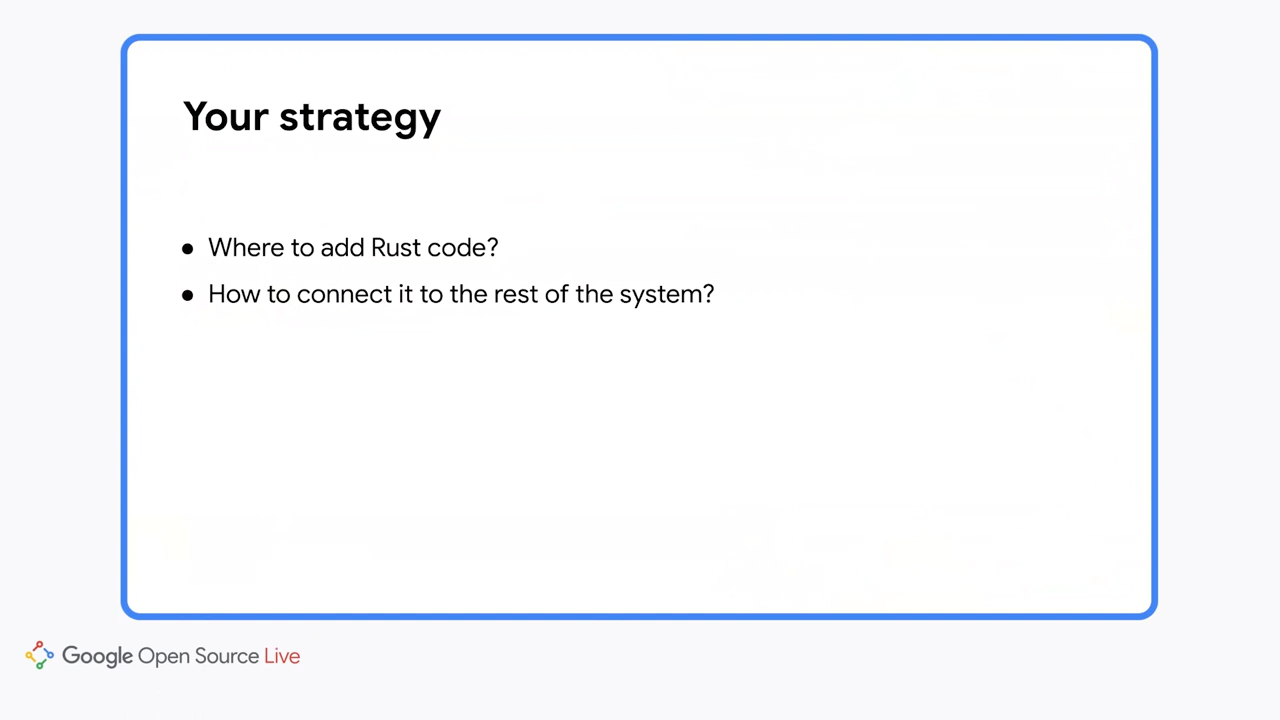 Your strategy
● Where to add Rust code?
● How to connect it to the rest of the system?
Google Open Source Live